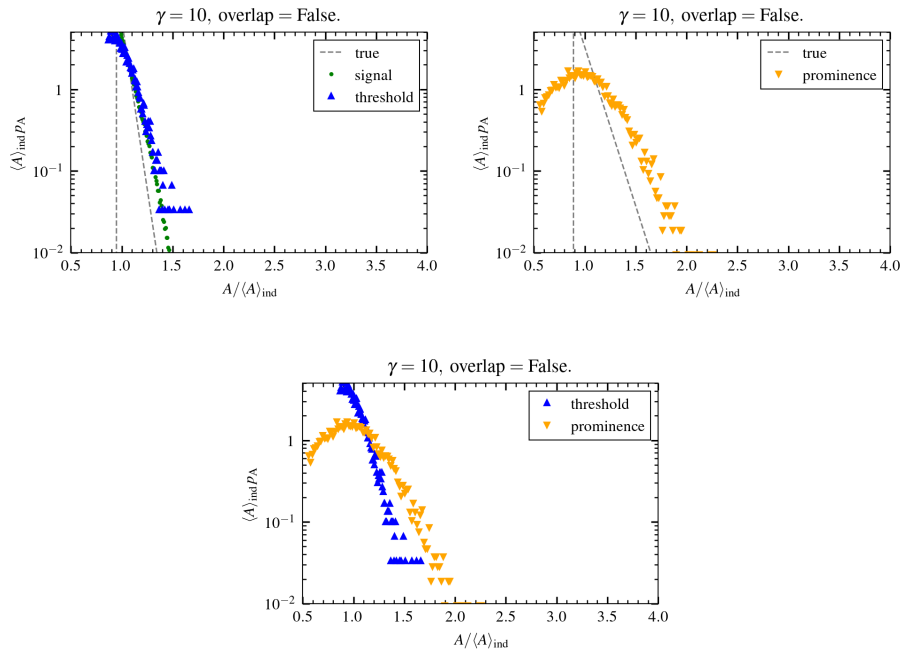 γ = 10, overlap = False.
true
signal
threshold
1
10⁻¹
10⁻²
⟨A⟩ind pA
0.5 1.0 1.5 2.0 2.5 3.0 3.5 4.0
A/⟨A⟩ind
γ = 10, overlap = False.
true
prominence
1
10⁻¹
10⁻²
⟨A⟩ind pA
0.5 1.0 1.5 2.0 2.5 3.0 3.5 4.0
A/⟨A⟩ind
γ = 10, overlap = False.
threshold
prominence
1
10⁻¹
10⁻²
⟨A⟩ind pA
0.5 1.0 1.5 2.0 2.5 3.0 3.5 4.0
A/⟨A⟩ind